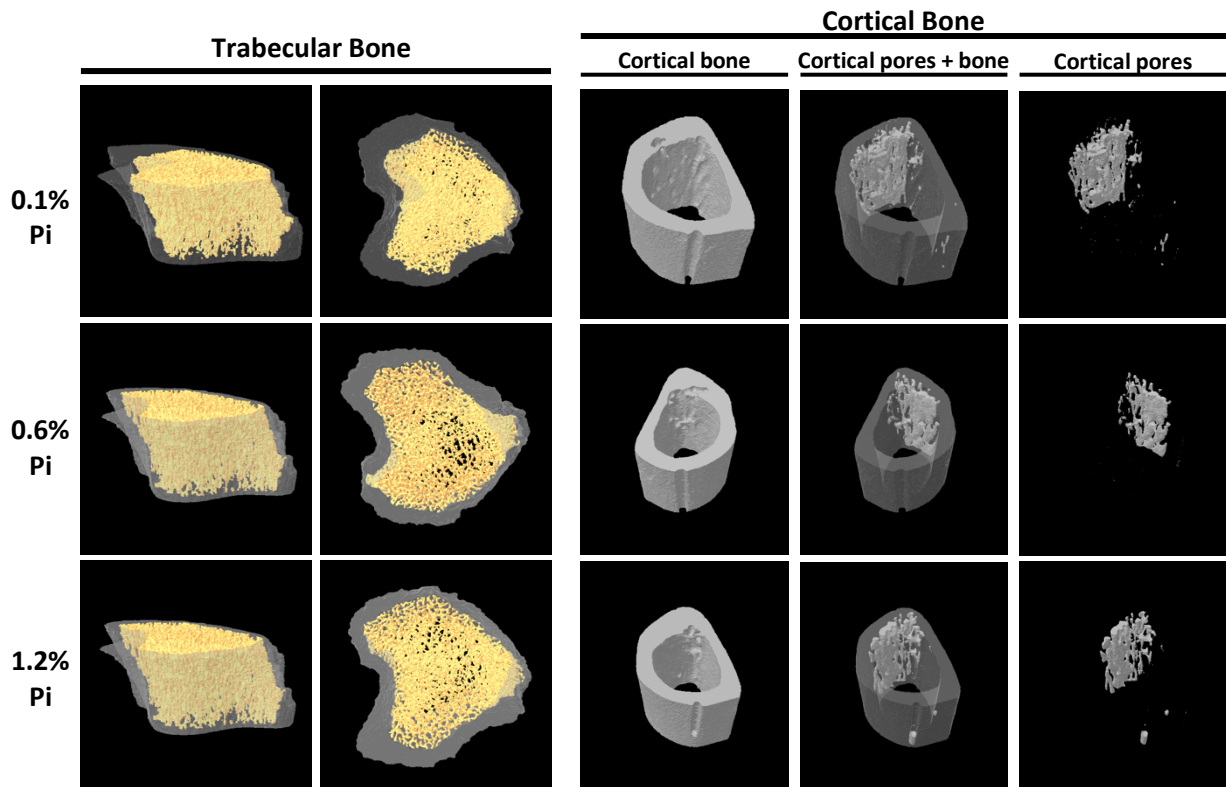 Cortical Bone
Trabecular Bone
Cortical bone
Cortical pores + bone
Cortical pores
0.1%
Pi
0.6%
Pi
1.2%
Pi